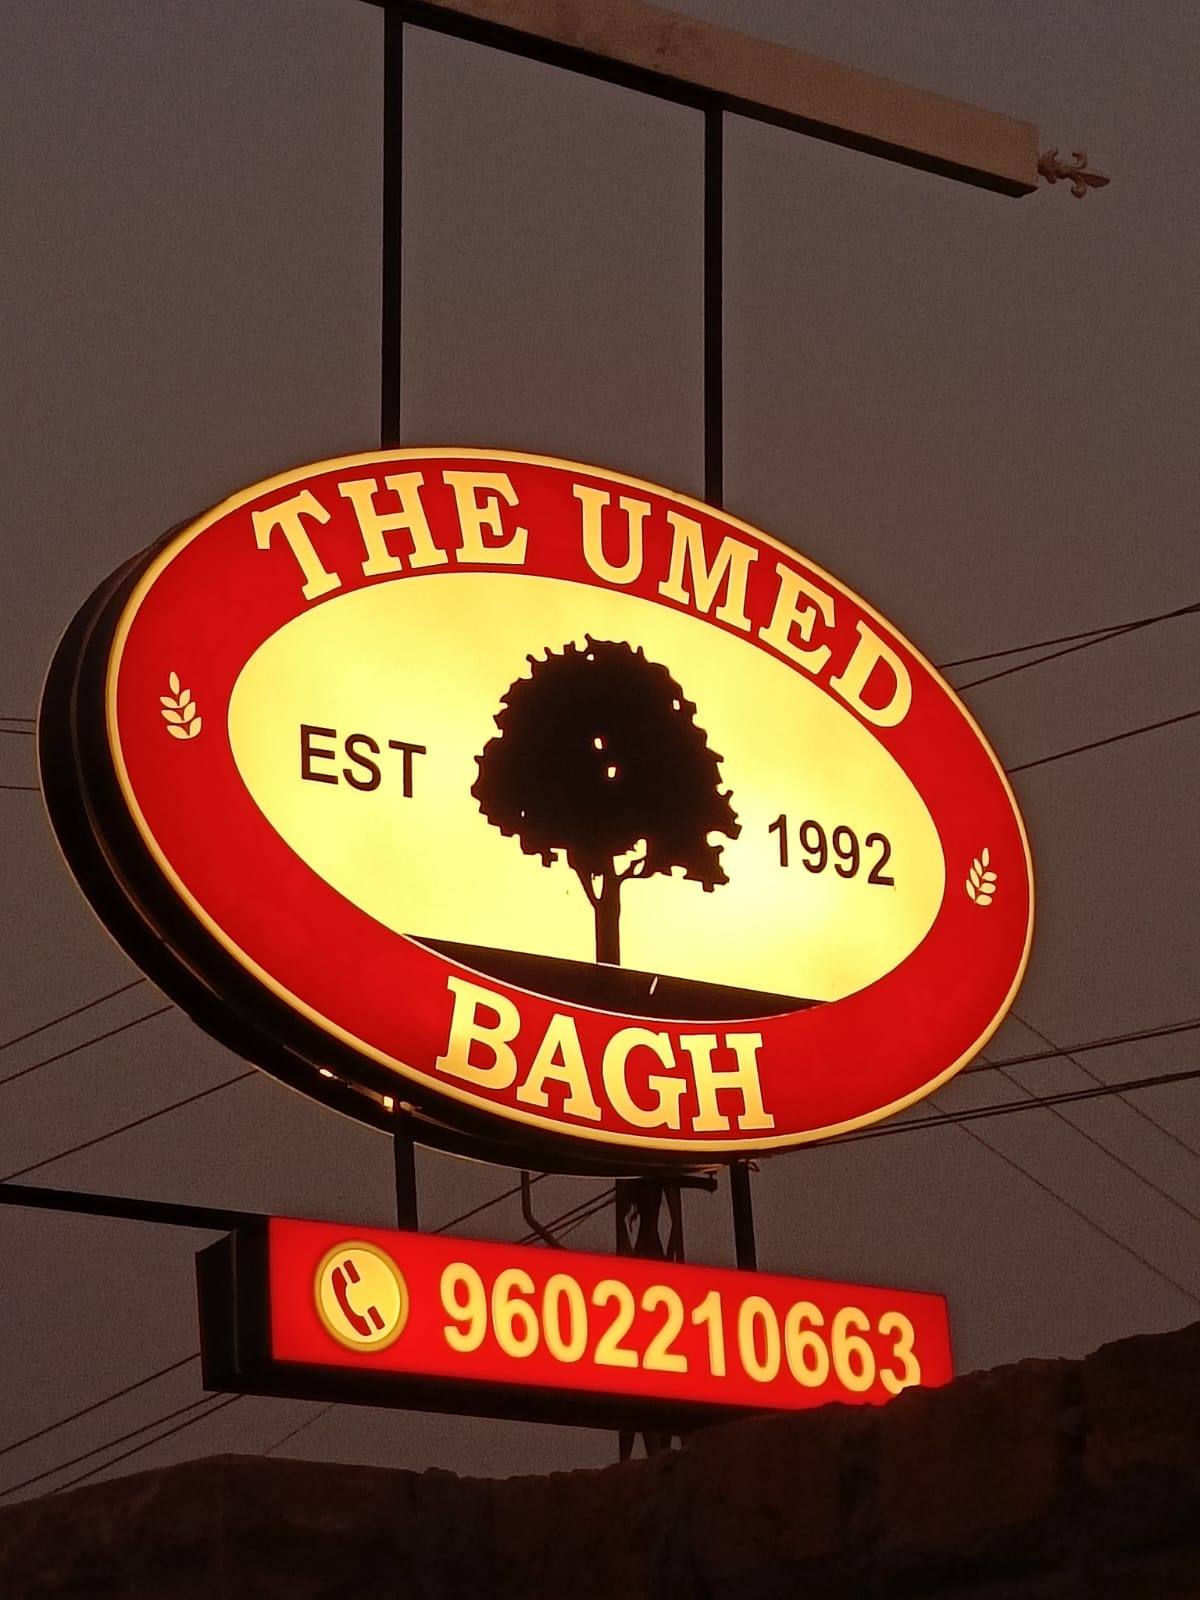 THE UMED
EST 1992
BAGH
9602210663